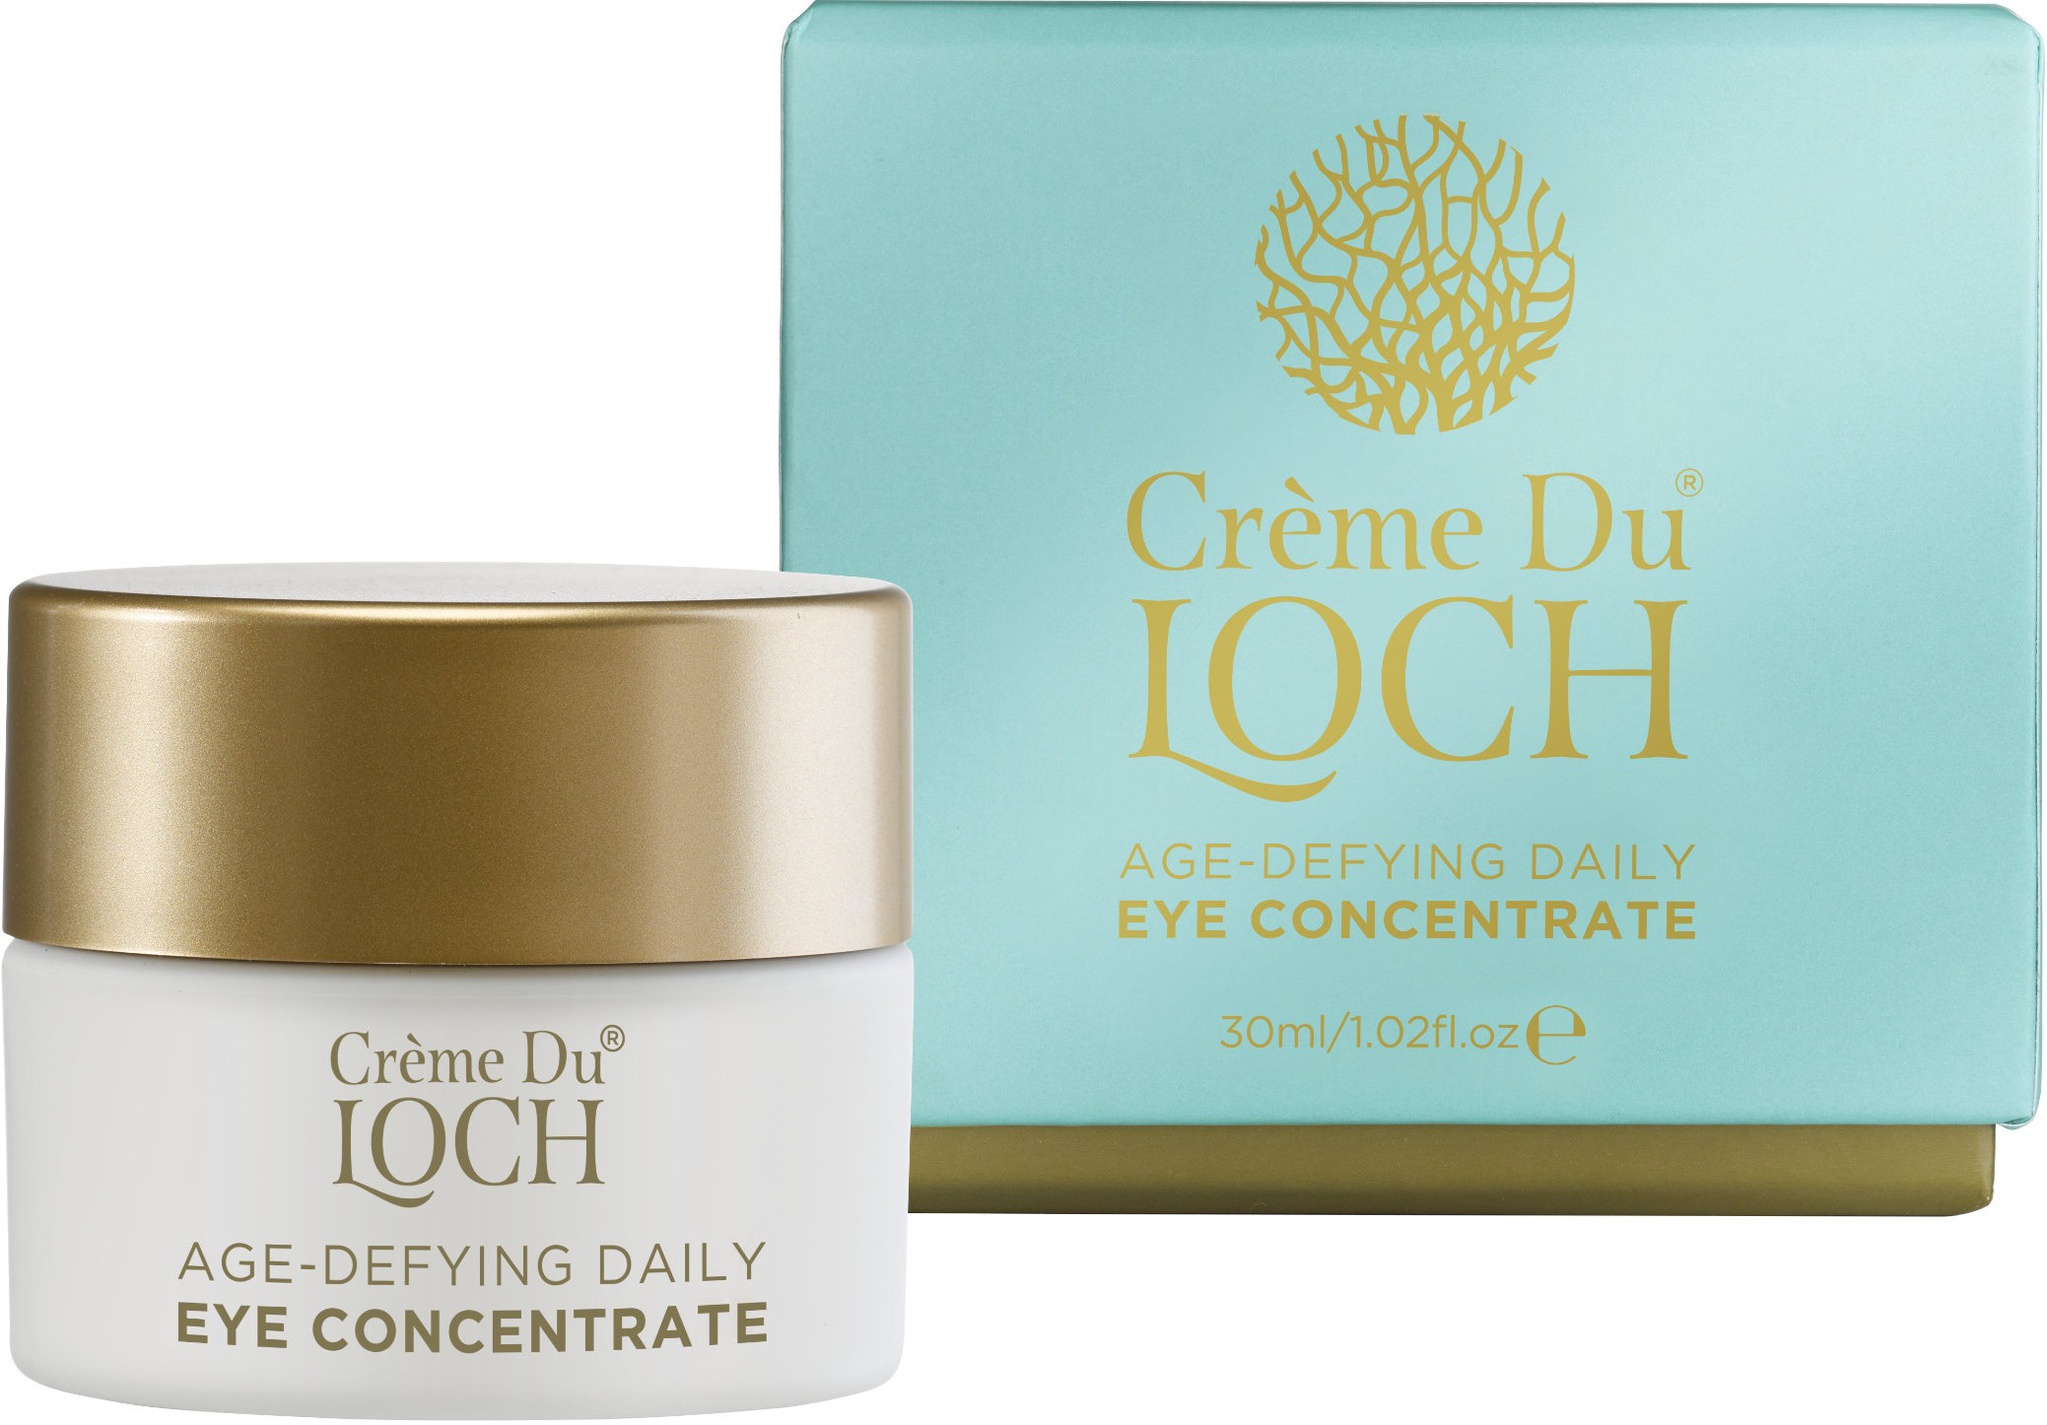 Crème Du®
LOCH
AGE-DEFYING DAILY
EYE CONCENTRATE
30ml/1.02fl.oz℮
Crème Du®
LOCH
AGE-DEFYING DAILY
EYE CONCENTRATE